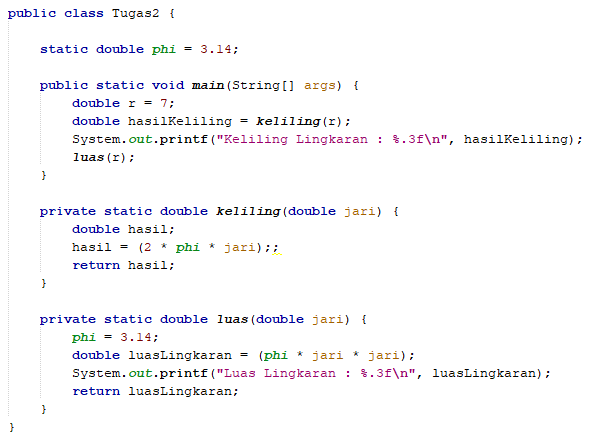 public class Tugas2 {
static double phi = 3.14;
public static void main(String[] args) {
double r = 7;
double hasilKeliling = keliling(r);
System.out.printf("Keliling Lingkaran : %.3f\n", hasilKeliling);
luas(r);
}
private static double keliling(double jari) {
double hasil;
hasil = (2 * phi * jari);;
return hasil;
}
private static double luas(double jari) {
phi = 3.14;
double luasLingkaran = (phi * jari * jari);
System.out.printf("Luas Lingkaran : %.3f\n", luasLingkaran);
return luasLingkaran;
}
}